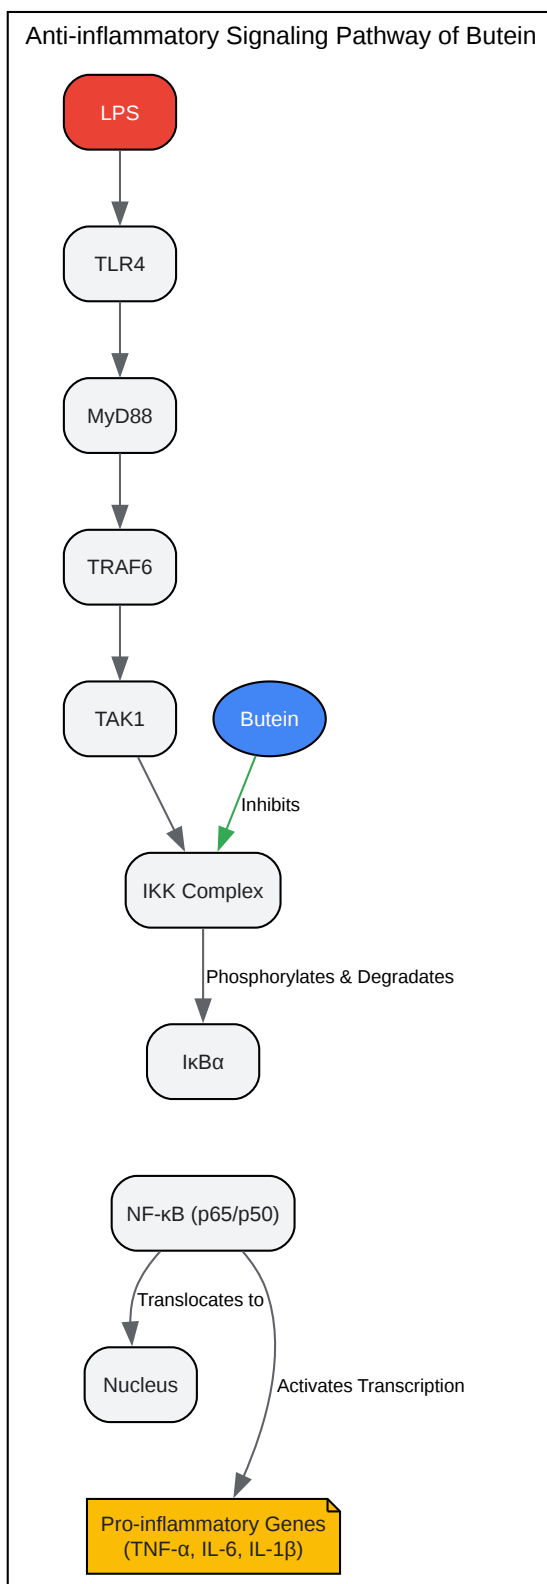 Anti-inflammatory Signaling Pathway of Butein
LPS
TLR4
MyD88
TRAF6
TAK1
Butein
Inhibits
IKK Complex
Phosphorylates & Degradates
IκBα
NF-κB (p65/p50)
Translocates to
Nucleus
Activates Transcription
Pro-inflammatory Genes
(TNF-α, IL-6, IL-1β)